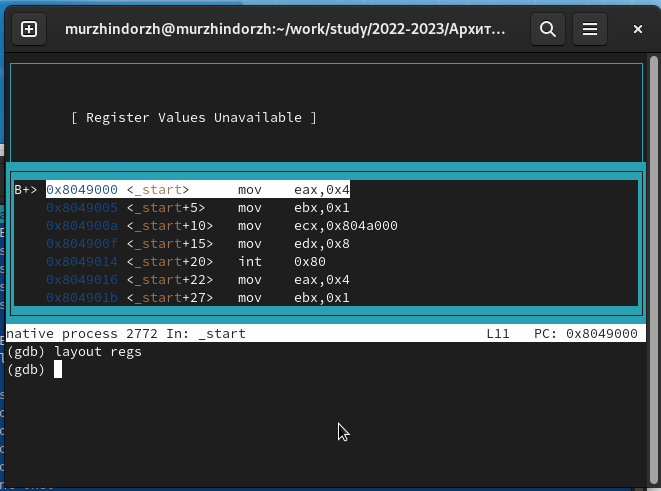 murzhindorzh@murzhindorzh:~/work/study/2022-2023/Архит...
[ Register Values Unavailable ]
B+> 0x8049000 <_start> mov eax,0x4
0x8049005 <_start+5> mov ebx,0x1
0x804900a <_start+10> mov ecx,0x804a000
0x804900f <_start+15> mov edx,0x8
0x8049014 <_start+20> int 0x80
0x8049016 <_start+22> mov eax,0x4
0x804901b <_start+27> mov ebx,0x1
native process 2772 In: _start L11 PC: 0x8049000
(gdb) layout regs
(gdb)